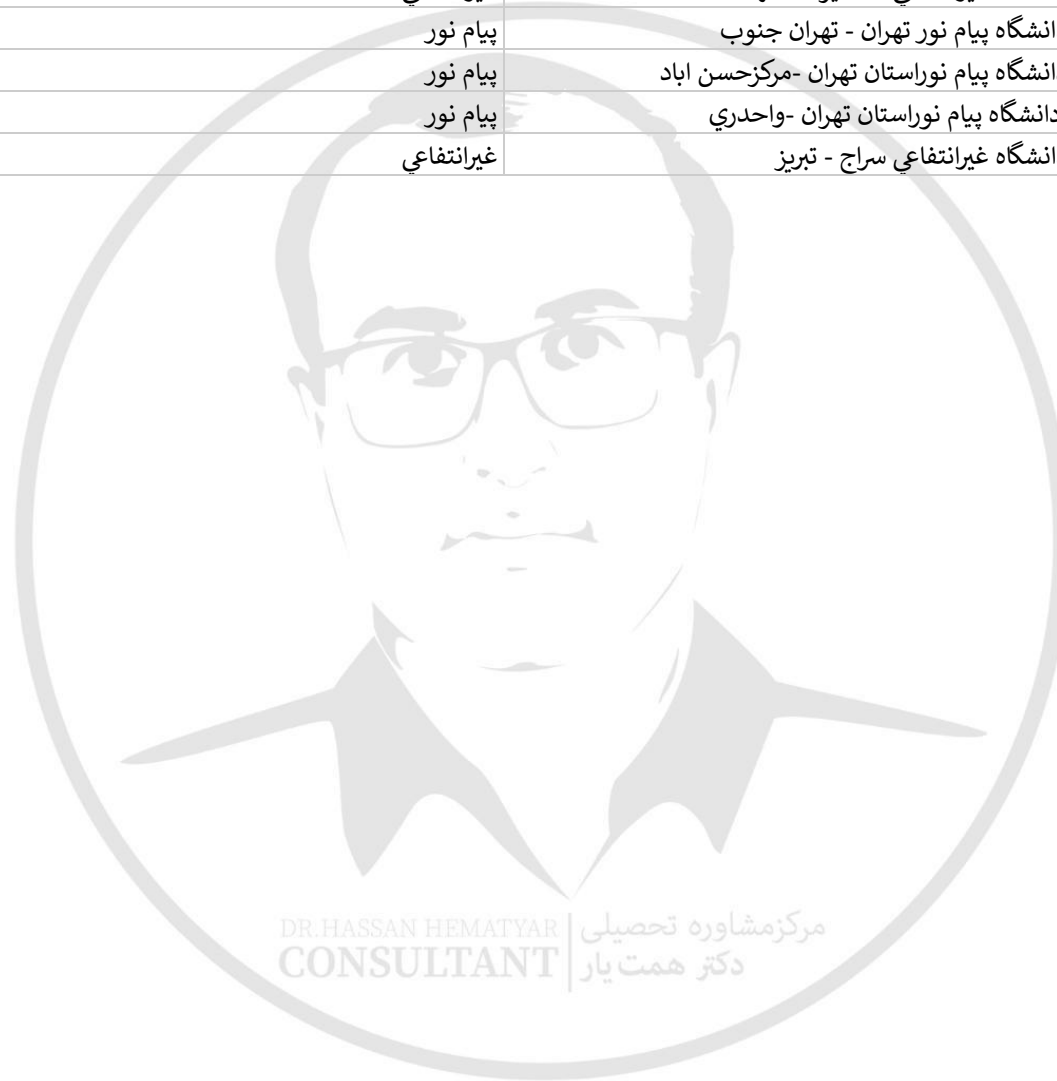 انشگاه پیام نور تهران - تهران جنوب پیام نور
انشگاه پیام نوراستان تهران -مرکزحسن اباد پیام نور
دانشگاه پیام نوراستان تهران -واحدري پیام نور
انشگاه غیرانتفاعي سراج - تبریز غیرانتفاعي
DR.HASSAN HEMATYAR مرکزمشاوره تحصیلی
CONSULTANT دکتر همت یار